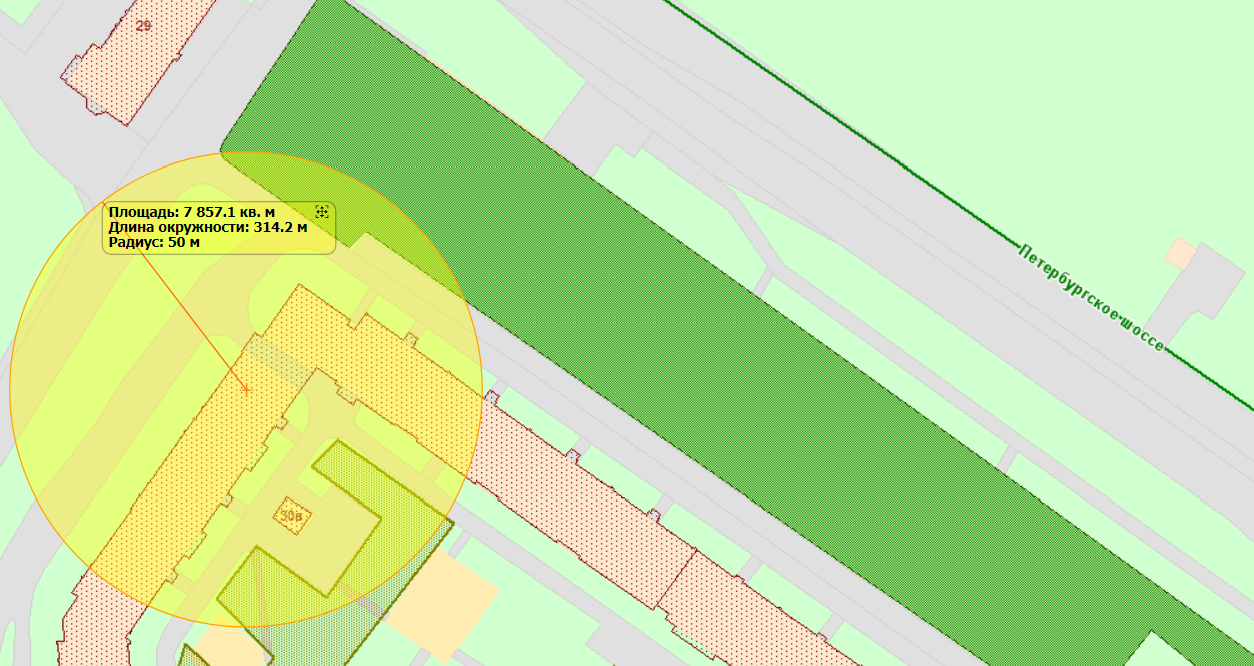 29
Площадь: 7 857.1 кв. м
Длина окружности: 314.2 м
Радиус: 50 м
Петербургское шоссе
30а